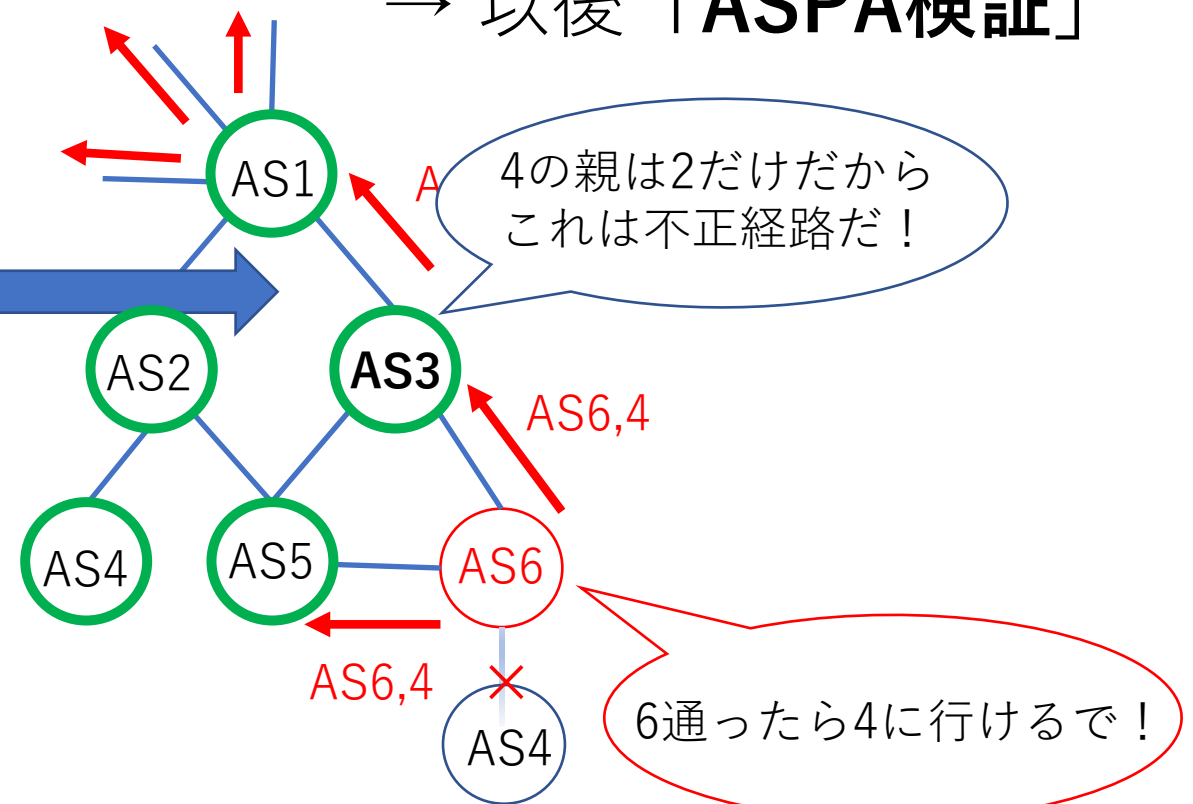 → 以後「ASPA検証」
AS1
A
4の親は2だけだから
これは不正経路だ！
AS2
AS3
AS6,4
AS4
AS5
AS6
AS6,4
AS4
6通ったら4に行けるで！